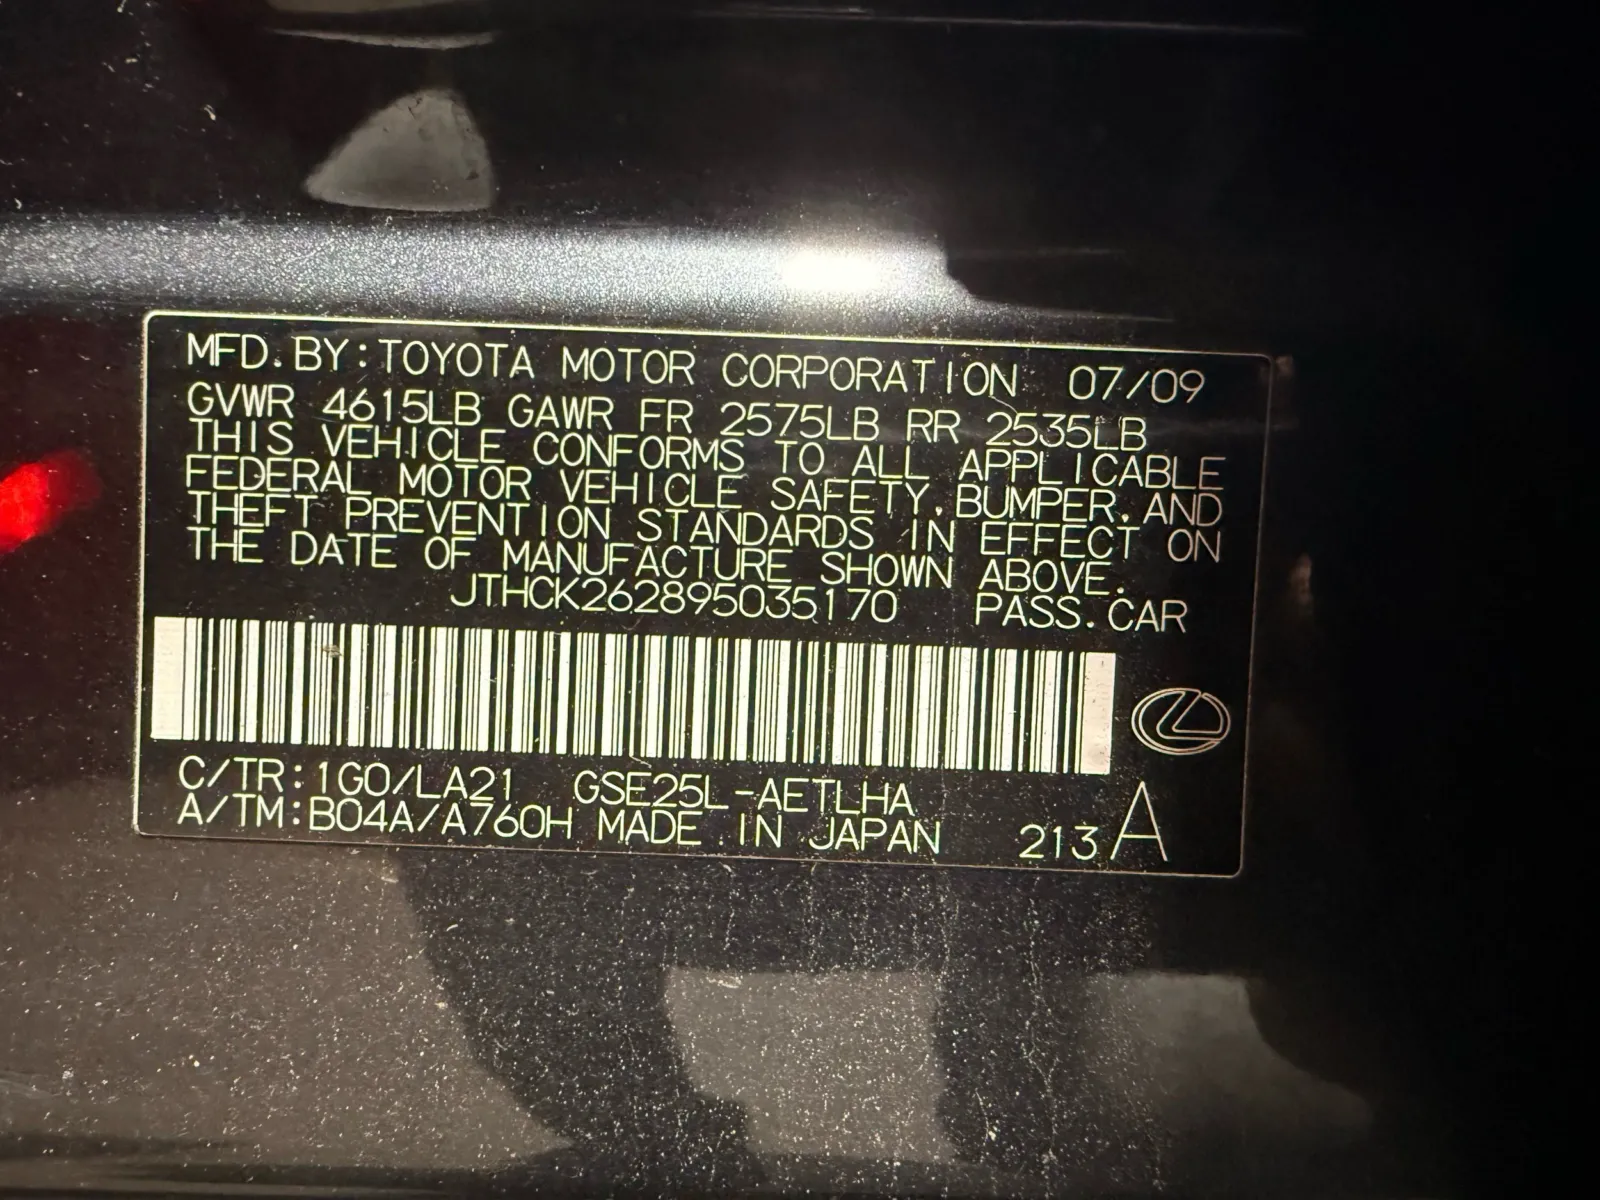 MFD.BY:TOYOTA MOTOR CORPORATION 07/09
GVWR 4615LB GAWR FR 2575LB RR 2535LB
THIS VEHICLE CONFORMS TO ALL APPLICABLE
FEDERAL MOTOR VEHICLE SAFETY,BUMPER,AND
THEFT PREVENTION STANDARDS IN EFFECT ON
THE DATE OF MANUFACTURE SHOWN ABOVE.
JTHCK262895035170 PASS.CAR
C/TR:1G0/LA21 GSE25L-AETLHA
A/TM:B04A/A760H MADE IN JAPAN 213 A